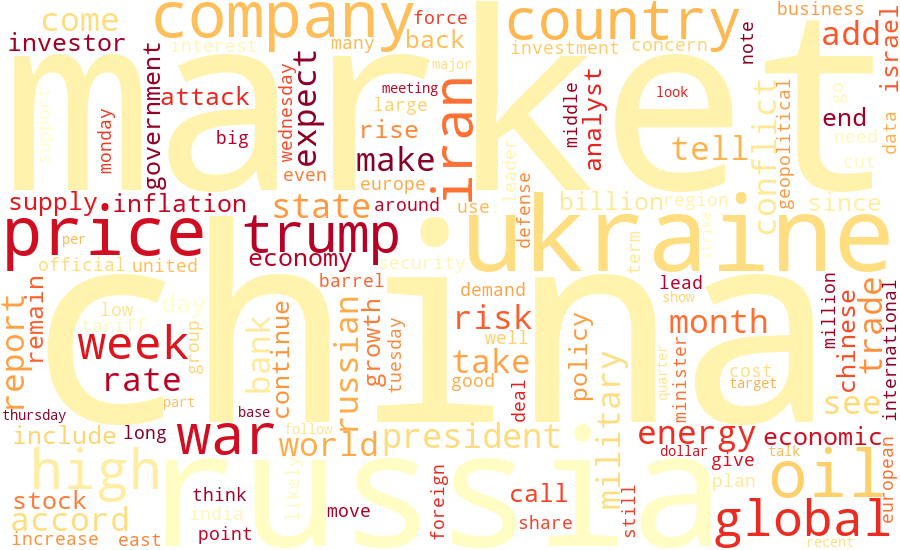 come
company
country
business
investor
interest
many
force
back
investment
concern
note
add
israel
market
major
meeting
support
monday
government
attack
big
wednesday
expect
large
rise
iran
look
middle
analyst
conflict
geopolitical
end
go
need
data
even
make
europe
leader
tell
cut
supply
inflation
state
around
use
defense
billion
region
since
price
per
trump
ukraine
economy
term
strike
official
united
security
china
barrel
demand
lead
show
million
low
tariff
day
group
week
remain
report
rate
bank
continue
russian
growth
tuesday
risk
well
take
good
deal
policy
month
minister
quarter
cost
target
chinese
trade
international
see
thursday
part
base
long
follow
include
war
world
president
military
energy
economic
dollar
give
talk
high
russia
oil
stock
accord
think
india
likely
point
move
foreign
call
share
still
plan
global
european
increase
east
recent